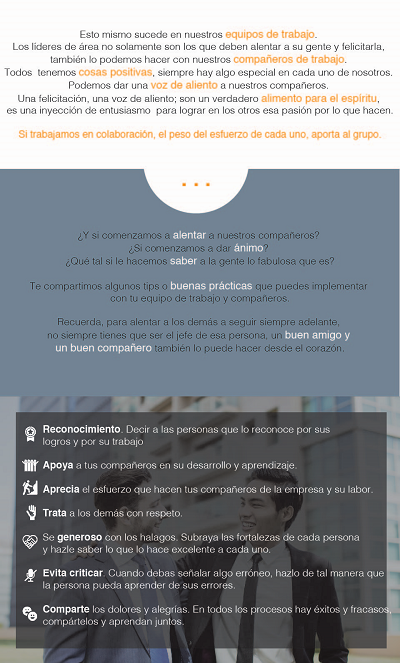 Esto mismo sucede en nuestros equipos de trabajo.
Los líderes de área no solamente son los que deben alentar a su gente y felicitarla,
también lo podemos hacer con nuestros compañeros de trabajo.
Todos tenemos cosas positivas, siempre hay algo especial en cada uno de nosotros.
Podemos dar una voz de aliento a nuestros compañeros.
Una felicitación, una voz de aliento; son un verdadero alimento para el espíritu,
es una inyección de entusiasmo para lograr en los otros esa pasión por lo que hacen.
Si trabajamos en colaboración, el peso del esfuerzo de cada uno, aporta al grupo.
...
¿Y si comenzamos a alentar a nuestros compañeros?
¿Si comenzamos a dar ánimo?
¿Qué tal si le hacemos saber a la gente lo fabulosa que es?
Te compartimos algunos tips o buenas prácticas que puedes implementar
con tu equipo de trabajo y compañeros.
Recuerda, para alentar a los demás a seguir siempre adelante,
no siempre tienes que ser el jefe de esa persona, un buen amigo y
un buen compañero también lo puede hacer desde el corazón.
Reconocimiento. Decir a las personas que lo reconoce por sus
logros y por su trabajo
Apoya a tus compañeros en su desarrollo y aprendizaje.
Aprecia el esfuerzo que hacen tus compañeros de la empresa y su labor.
Trata a los demás con respeto.
Se generoso con los halagos. Subraya las fortalezas de cada persona
y hazle saber lo que lo hace excelente a cada uno.
Evita criticar. Cuando debas señalar algo erróneo, hazlo de tal manera que
la persona pueda aprender de sus errores.
Comparte los dolores y alegrías. En todos los procesos hay éxitos y fracasos,
compártelos y aprendan juntos.